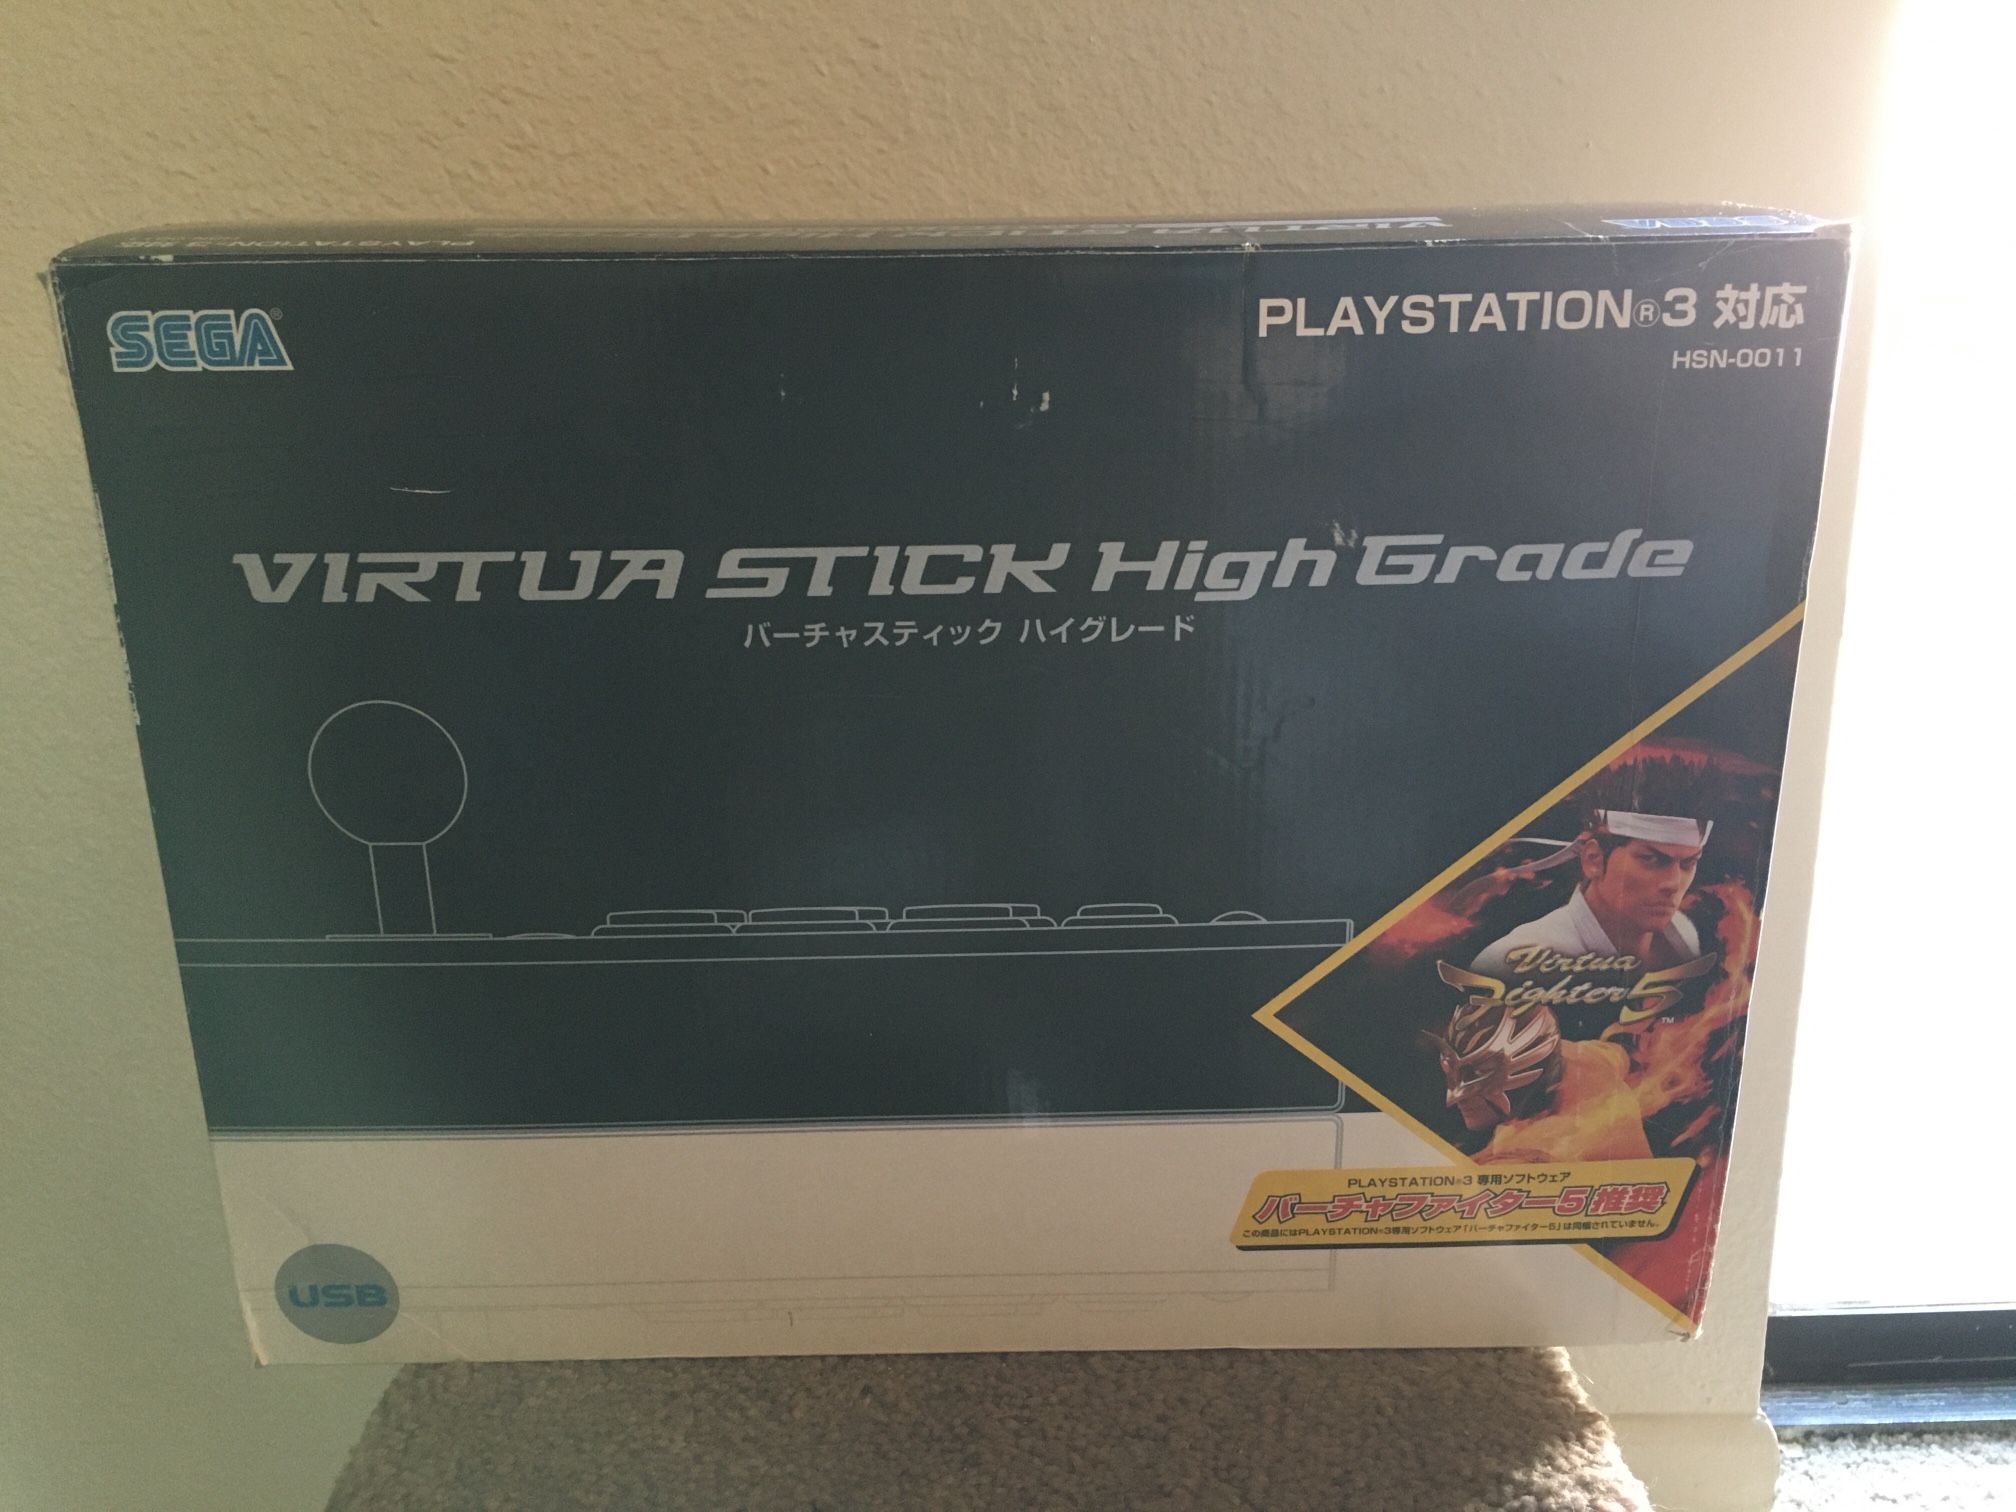 SEGA®
PLAYSTATION®3 対応
HSN-0011
VIRTUA STICK High Grade
バーチャスティック ハイグレード
Virtua
Fighter5
TM
PLAYSTATION®3 専用ソフトウェア
バーチャファイター5 推奨
この商品にはPLAYSTATION®3専用ソフトウェア「バーチャファイター5」は同梱されていません。
USB